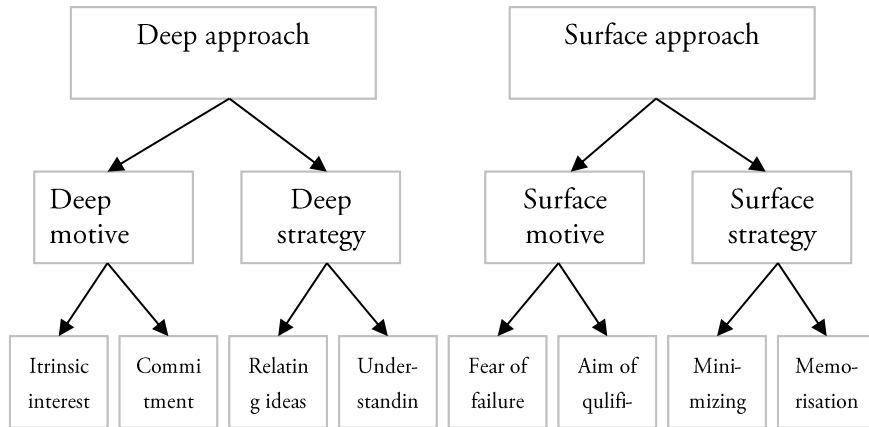 Deep approach
Surface approach
Deep
motive
Deep
strategy
Surface
motive
Surface
strategy
Itrinsic
interest
Commi
tment
Relatin
g ideas
Under-
standin
Fear of
failure
Aim of
qulifi-
Mini-
mizing
Memo-
risation